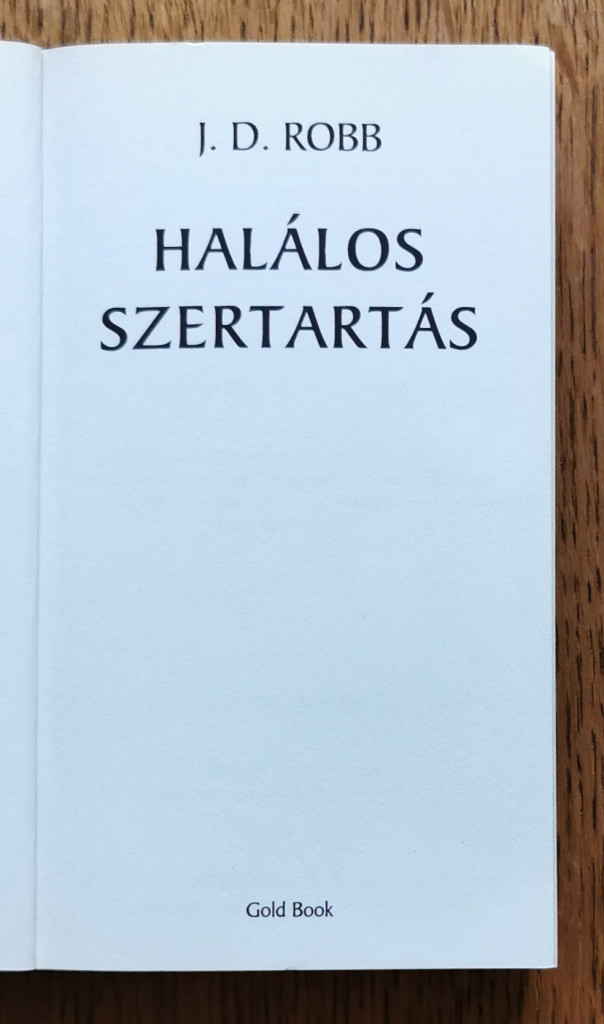 J. D. ROBB
HALÁLOS
SZERTARTÁS
Gold Book